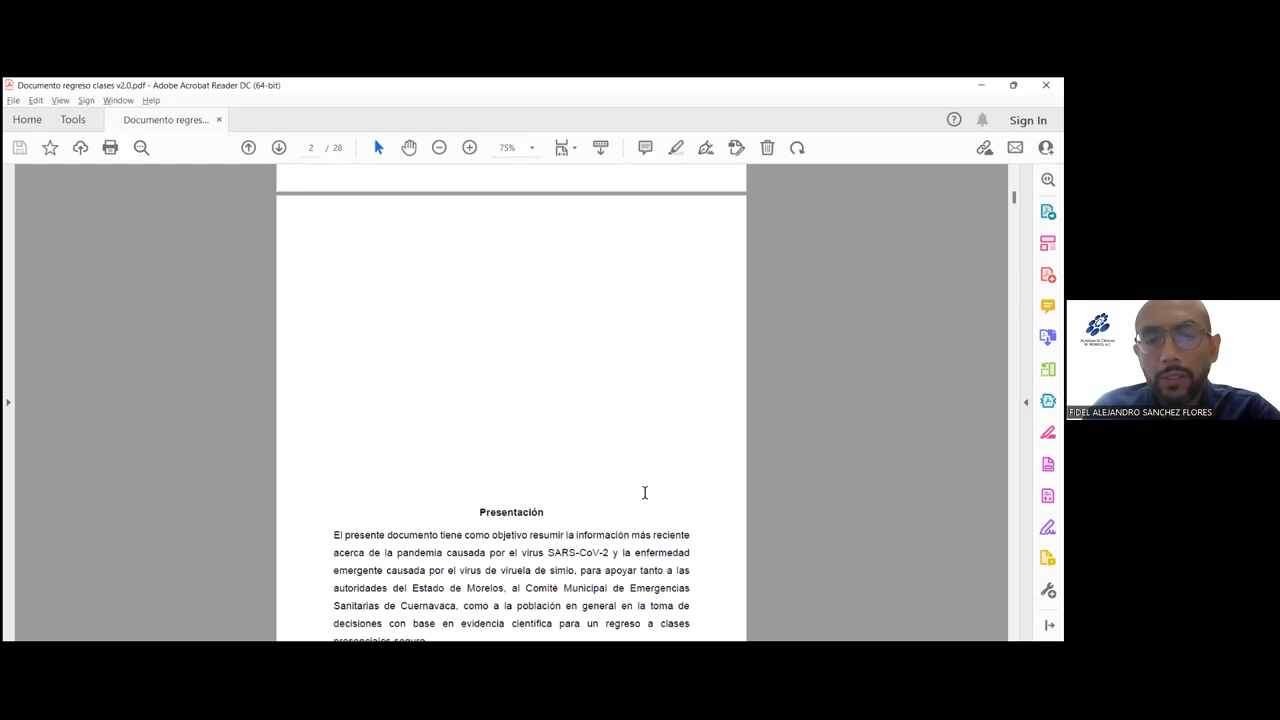 Documento regreso clases v2.0.pdf - Adobe Acrobat Reader DC (64-bit)
File Edit View Sign Window Help
Home Tools Documento regres... × Sign In
2 / 28 75%
Presentación
El presente documento tiene como objetivo resumir la información más reciente
acerca de la pandemia causada por el virus SARS-CoV-2 y la enfermedad
emergente causada por el virus de viruela de simio, para apoyar tanto a las
autoridades del Estado de Morelos, al Comité Municipal de Emergencias
Sanitarias de Cuernavaca, como a la población en general en la toma de
decisiones con base en evidencia científica para un regreso a clases
presenciales seguro.
ACADEMIA DE CIENCIAS
DE MORELOS, A.C.
FIDEL ALEJANDRO SANCHEZ FLORES